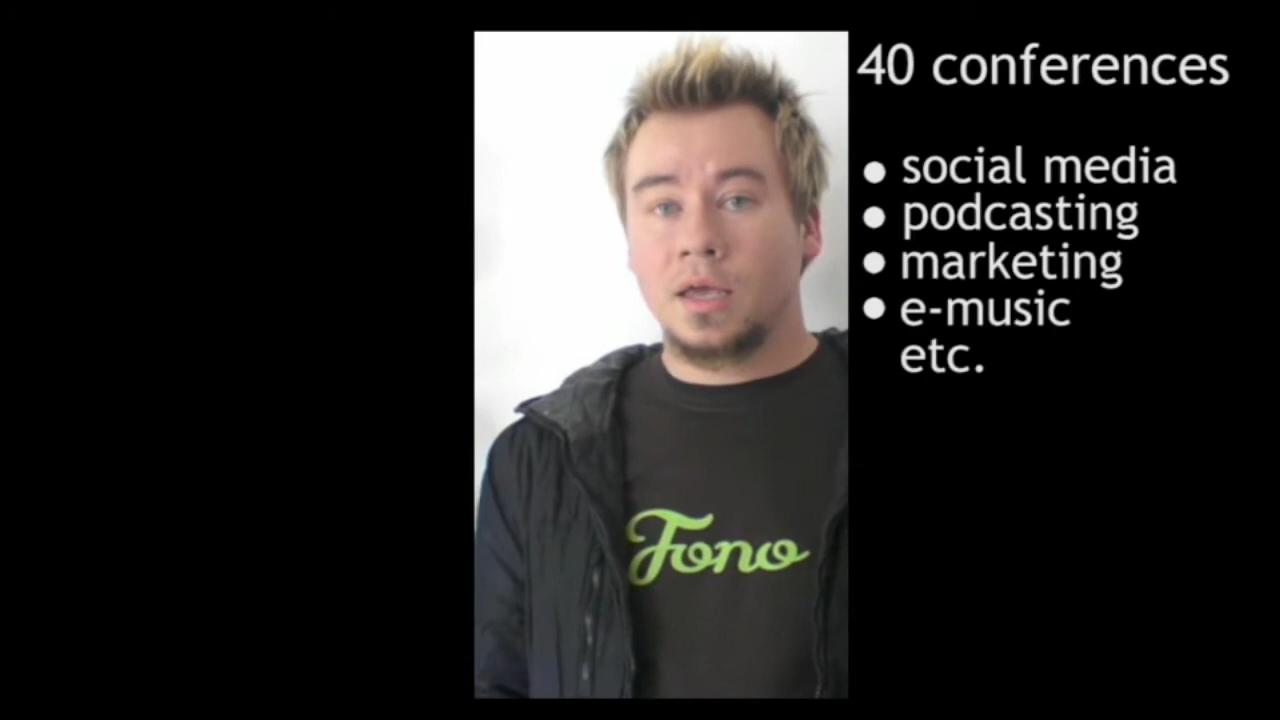 40 conferences
● social media
● podcasting
● marketing
● e-music
etc.
Fono